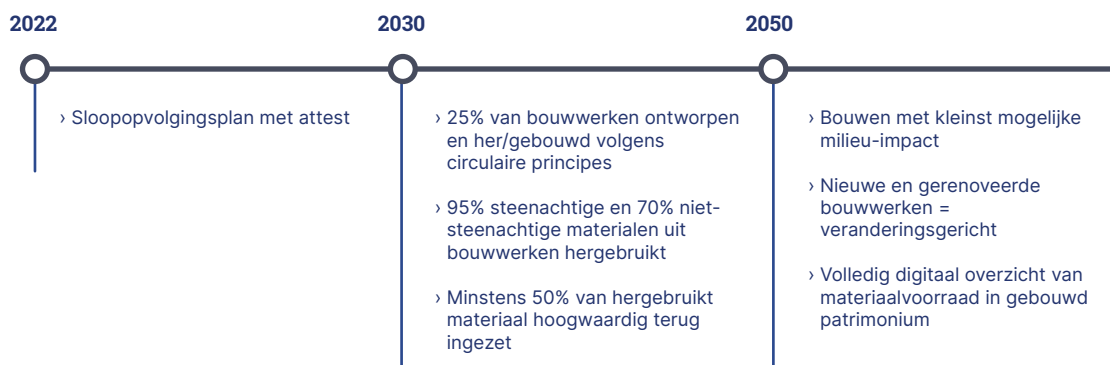 2022
2030
2050
› Sloopopvolgingsplan met attest
› 25% van bouwwerken ontworpen
en her/gebouwd volgens
circulaire principes
› 95% steenachtige en 70% niet-
steenachtige materialen uit
bouwwerken hergebruikt
› Minstens 50% van hergebruikt
materiaal hoogwaardig terug
ingezet
› Bouwen met kleinst mogelijke
milieu-impact
› Nieuwe en gerenoveerde
bouwwerken =
veranderingsgericht
› Volledig digitaal overzicht van
materiaalvoorraad in gebouwd
patrimonium